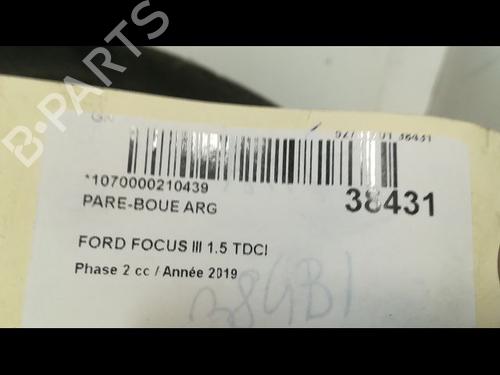 B-PARTS
*1070000210439
38431
PARE-BOUE ARG
FORD FOCUS III 1.5 TDCI
Phase 2 cc / Année 2019